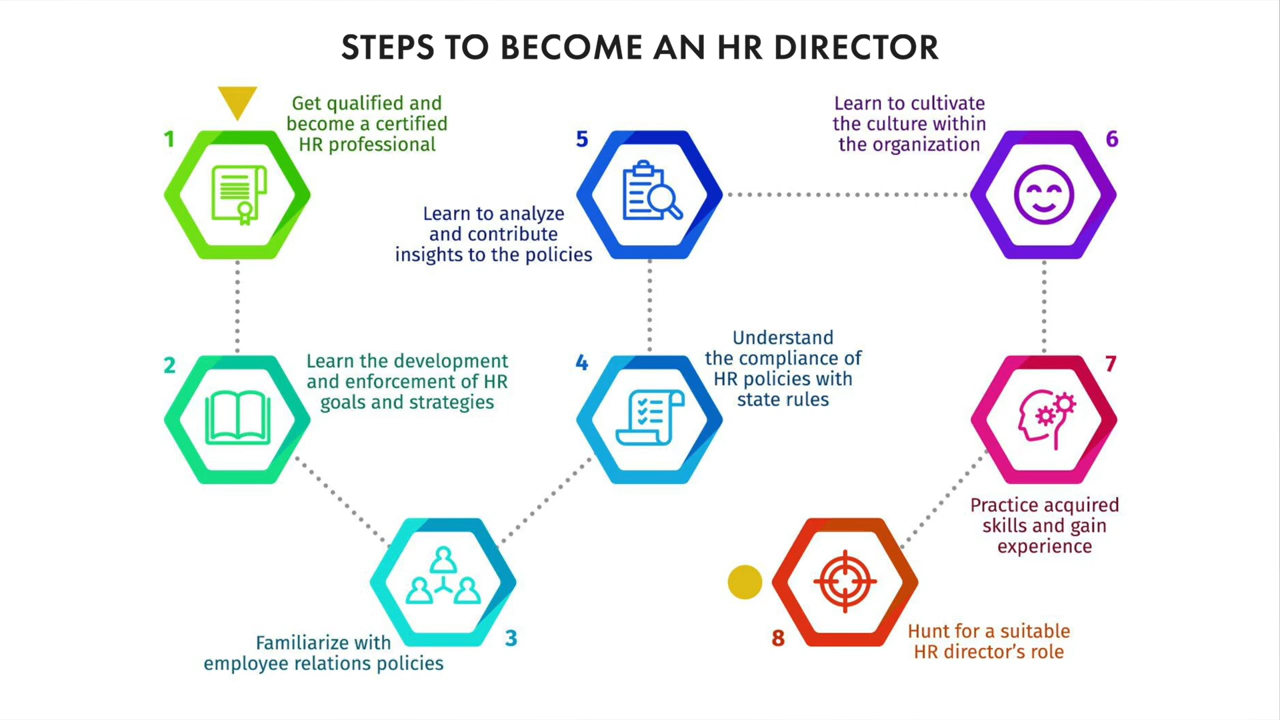 STEPS TO BECOME AN HR DIRECTOR
1
Get qualified and
become a certified
HR professional
2
Learn the development
and enforcement of HR
goals and strategies
3
Familiarize with
employee relations policies
4
Understand
the compliance of
HR policies with
state rules
5
Learn to analyze
and contribute
insights to the policies
6
Learn to cultivate
the culture within
the organization
7
Practice acquired
skills and gain
experience
8
Hunt for a suitable
HR director’s role